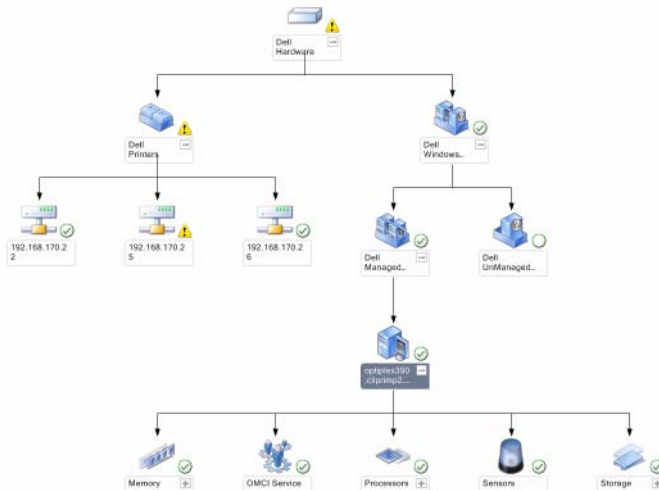 Dell
Hardware
Dell
Printers
Dell
Windows...
192.168.170.2
2
192.168.170.2
5
192.168.170.2
6
Dell
Managed..
Dell
UnManaged..
optiplex390
.cliprimp2....
Memory
OMCI Service
Processors
Sensors
Storage